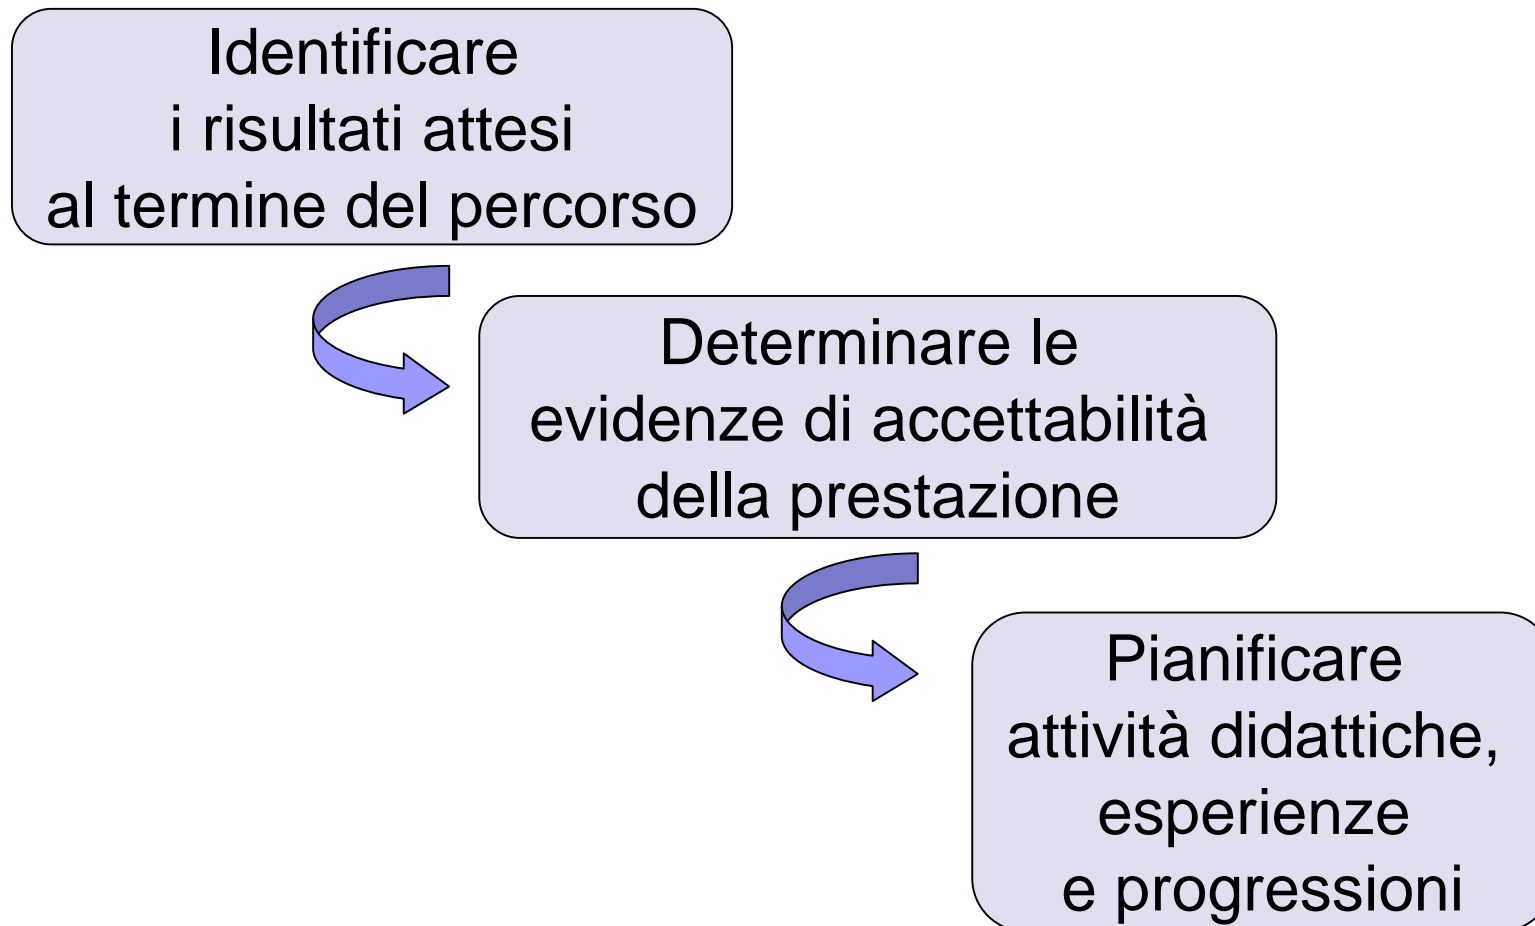 Identificare
i risultati attesi
al termine del percorso
Determinare le
evidenze di accettabilità
della prestazione
Pianificare
attività didattiche,
esperienze
e progressioni